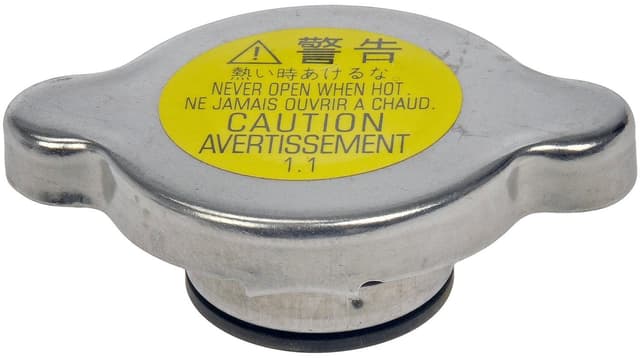 ⚠ 警告
熱い時あけるな。
NEVER OPEN WHEN HOT.
NE JAMAIS OUVRIR A CHAUD.
CAUTION
AVERTISSEMENT
1.1